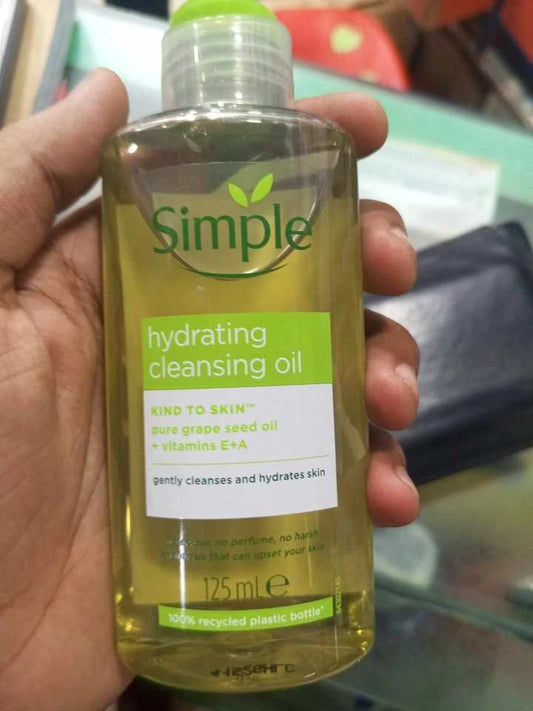 Simple
hydrating
cleansing oil
KIND TO SKIN™
pure grape seed oil
+ vitamins E+A
gently cleanses and hydrates skin
no perfume, no harsh
that can upset your skin
125 ml e
100% recycled plastic bottle*